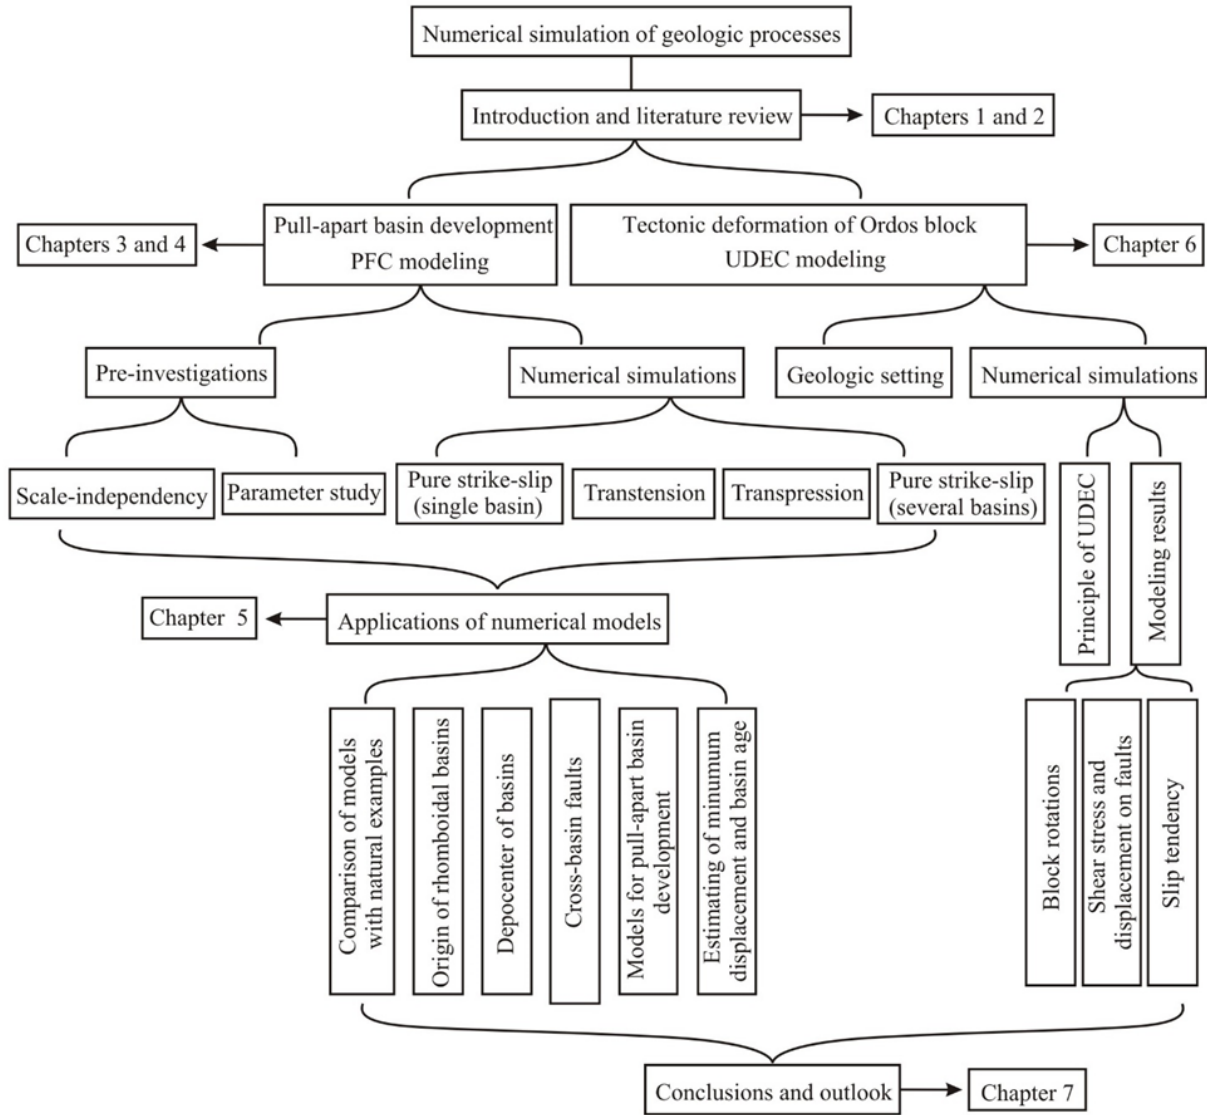 Numerical simulation of geologic processes
Introduction and literature review
Chapters 1 and 2
Chapters 3 and 4
Pull-apart basin development
PFC modeling
Tectonic deformation of Ordos block
UDEC modeling
Chapter 6
Pre-investigations
Numerical simulations
Geologic setting
Numerical simulations
Scale-independency
Parameter study
Pure strike-slip
(single basin)
Transtension
Transpression
Pure strike-slip
(several basins)
Principle of UDEC
Modeling results
Chapter 5
Applications of numerical models
Comparison of models
with natural examples
Origin of rhomboidal basins
Depocenter of basins
Cross-basin faults
Models for pull-apart basin
development
Estimating of minumum
displacement and basin age
Block rotations
Shear stress and
displacement on faults
Slip tendency
Conclusions and outlook
Chapter 7